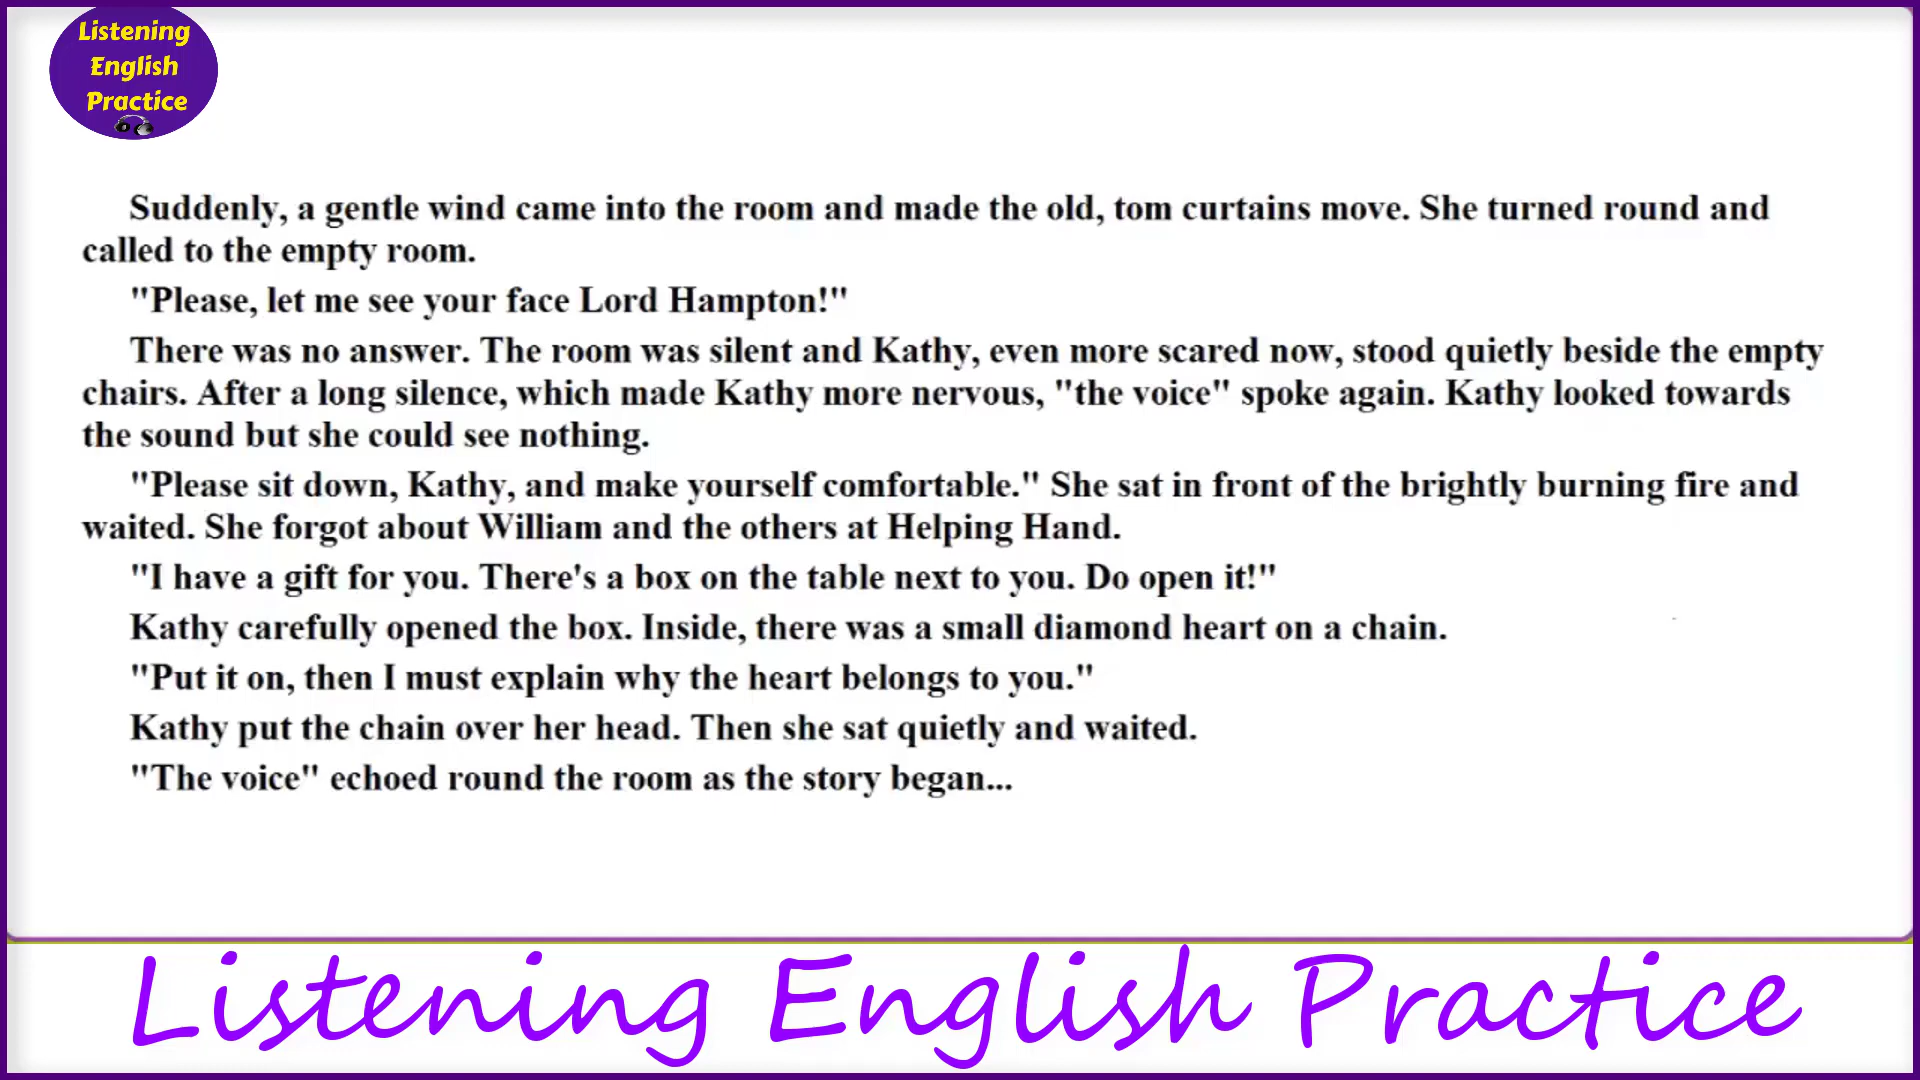 Listening
English
Practice
Suddenly, a gentle wind came into the room and made the old, tom curtains move. She turned round and
called to the empty room.
"Please, let me see your face Lord Hampton!"
There was no answer. The room was silent and Kathy, even more scared now, stood quietly beside the empty
chairs. After a long silence, which made Kathy more nervous, "the voice" spoke again. Kathy looked towards
the sound but she could see nothing.
"Please sit down, Kathy, and make yourself comfortable." She sat in front of the brightly burning fire and
waited. She forgot about William and the others at Helping Hand.
"I have a gift for you. There's a box on the table next to you. Do open it!"
Kathy carefully opened the box. Inside, there was a small diamond heart on a chain.
"Put it on, then I must explain why the heart belongs to you."
Kathy put the chain over her head. Then she sat quietly and waited.
"The voice" echoed round the room as the story began...
Listening English Practice